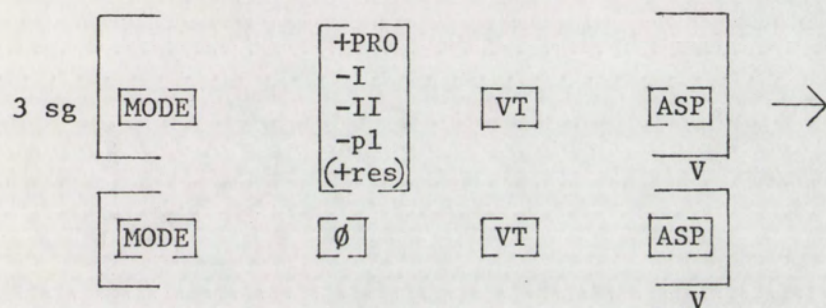 +PRO
-I
3 sg [MODE] -II [VT] [ASP] →
-pl
(+res)
V
[MODE] [Ø] [VT] [ASP]
V